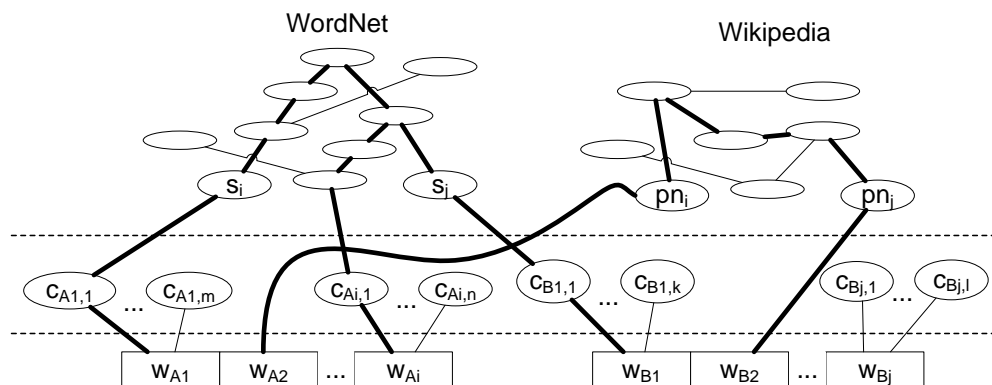 WordNet
Wikipedia
s_i s_j pn_i pn_j
c_A1,1 ... c_A1,m c_Ai,1 ... c_Ai,n c_B1,1 ... c_B1,k c_Bj,1 ... c_Bj,l
w_A1 w_A2 ... w_Ai w_B1 w_B2 ... w_Bj